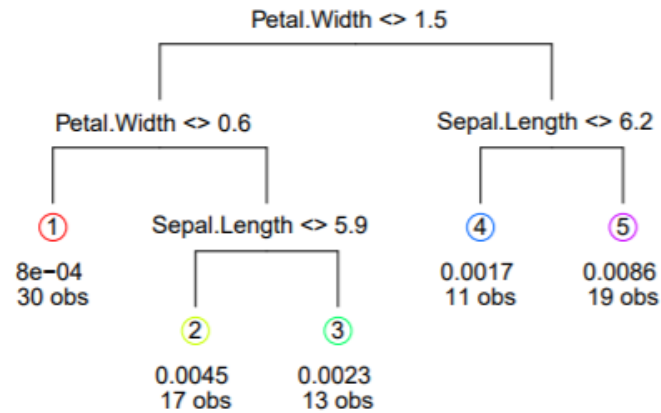 Petal.Width <> 1.5
Petal.Width <> 0.6
Sepal.Length <> 6.2
1
8e−04
30 obs
Sepal.Length <> 5.9
4
0.0017
11 obs
5
0.0086
19 obs
2
0.0045
17 obs
3
0.0023
13 obs